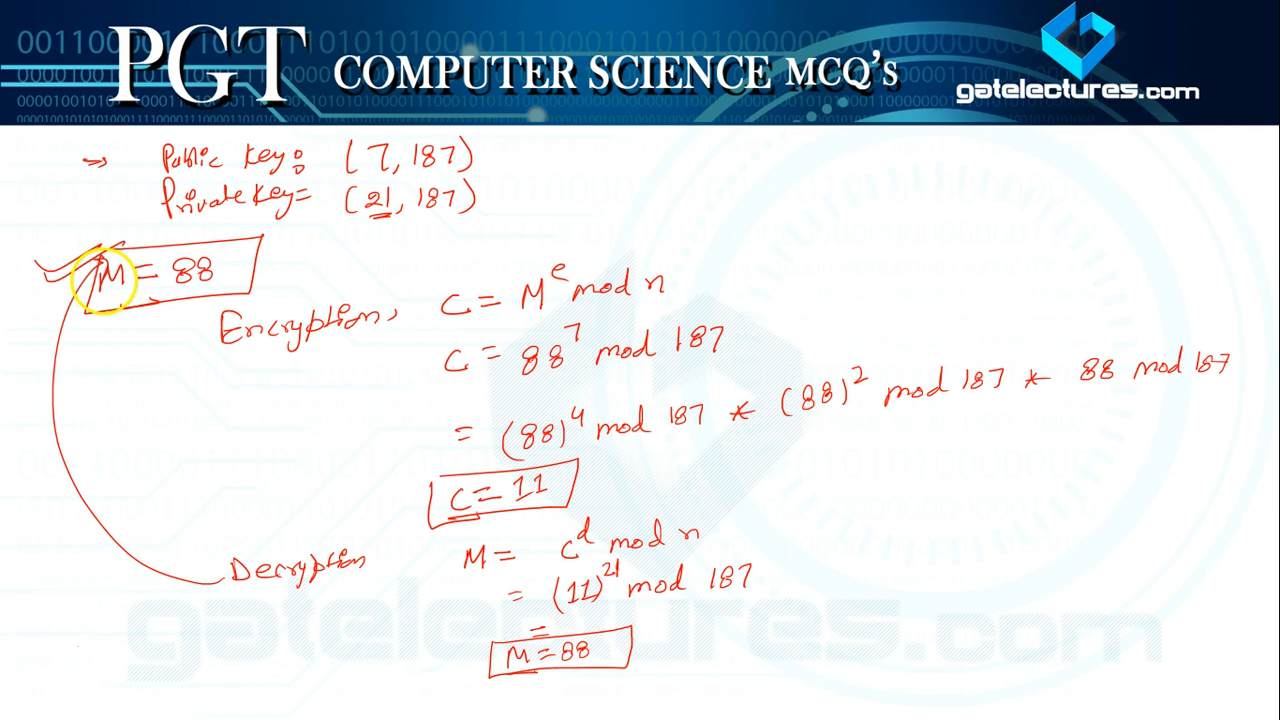 PGT COMPUTER SCIENCE MCQ'S
gatelectures.com
⇒ Public Key: (7, 187)
Private Key = (21, 187)
M = 88
Encryption, C = M^e mod n
C = 88^7 mod 187
= (88)^4 mod 187 * (88)^2 mod 187 * 88 mod 187
C = 11
Decryption M = C^d mod n
= (11)^21 mod 187
=
M = 88
gatelectures.com